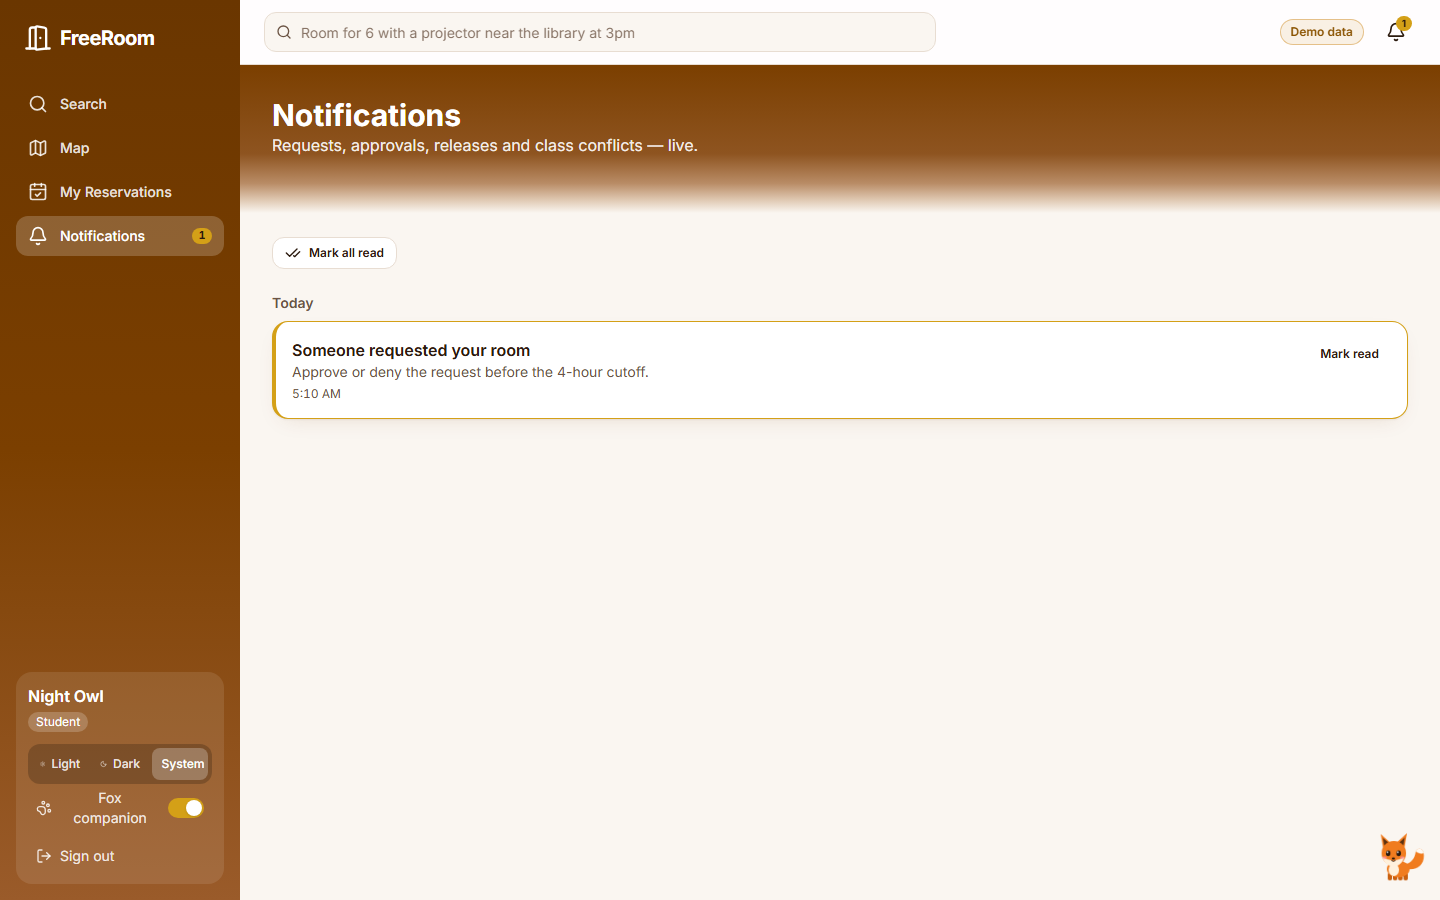 FreeRoom
Search
Map
My Reservations
Notifications 1
Night Owl
Student
Light Dark System
Fox
companion
Sign out
Room for 6 with a projector near the library at 3pm
Demo data
1
Notifications
Requests, approvals, releases and class conflicts — live.
Mark all read
Today
Someone requested your room
Approve or deny the request before the 4-hour cutoff.
5:10 AM
Mark read